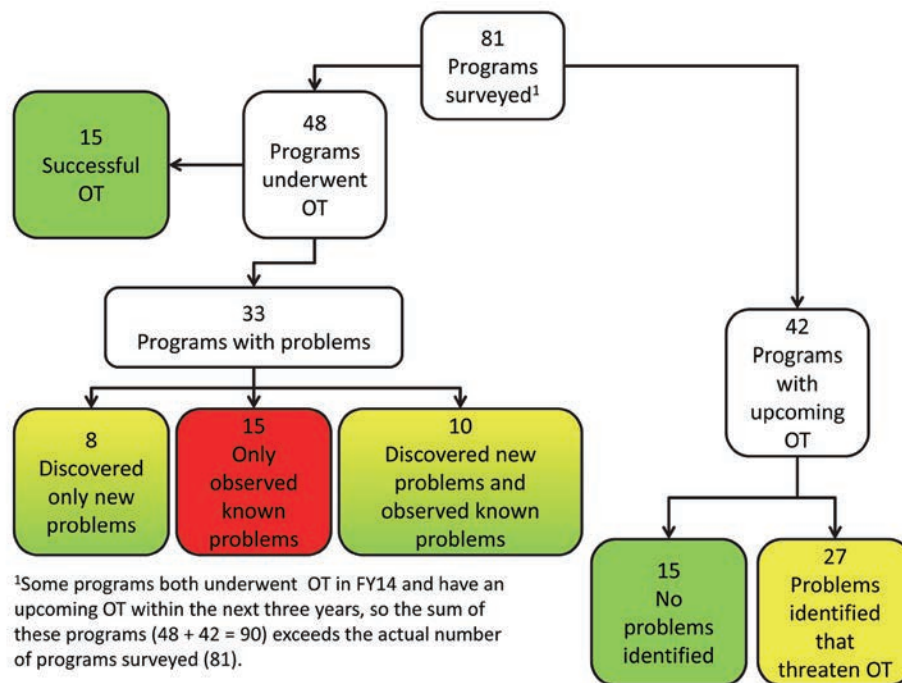 81
Programs
surveyed¹
48
Programs
underwent
OT
15
Successful
OT
33
Programs with problems
8
Discovered
only new
problems
15
Only
observed
known
problems
10
Discovered new
problems and
observed known
problems
42
Programs
with
upcoming
OT
15
No
problems
identified
27
Problems
identified
that
threaten OT
¹Some programs both underwent OT in FY14 and have an
upcoming OT within the next three years, so the sum of
these programs (48 + 42 = 90) exceeds the actual number
of programs surveyed (81).